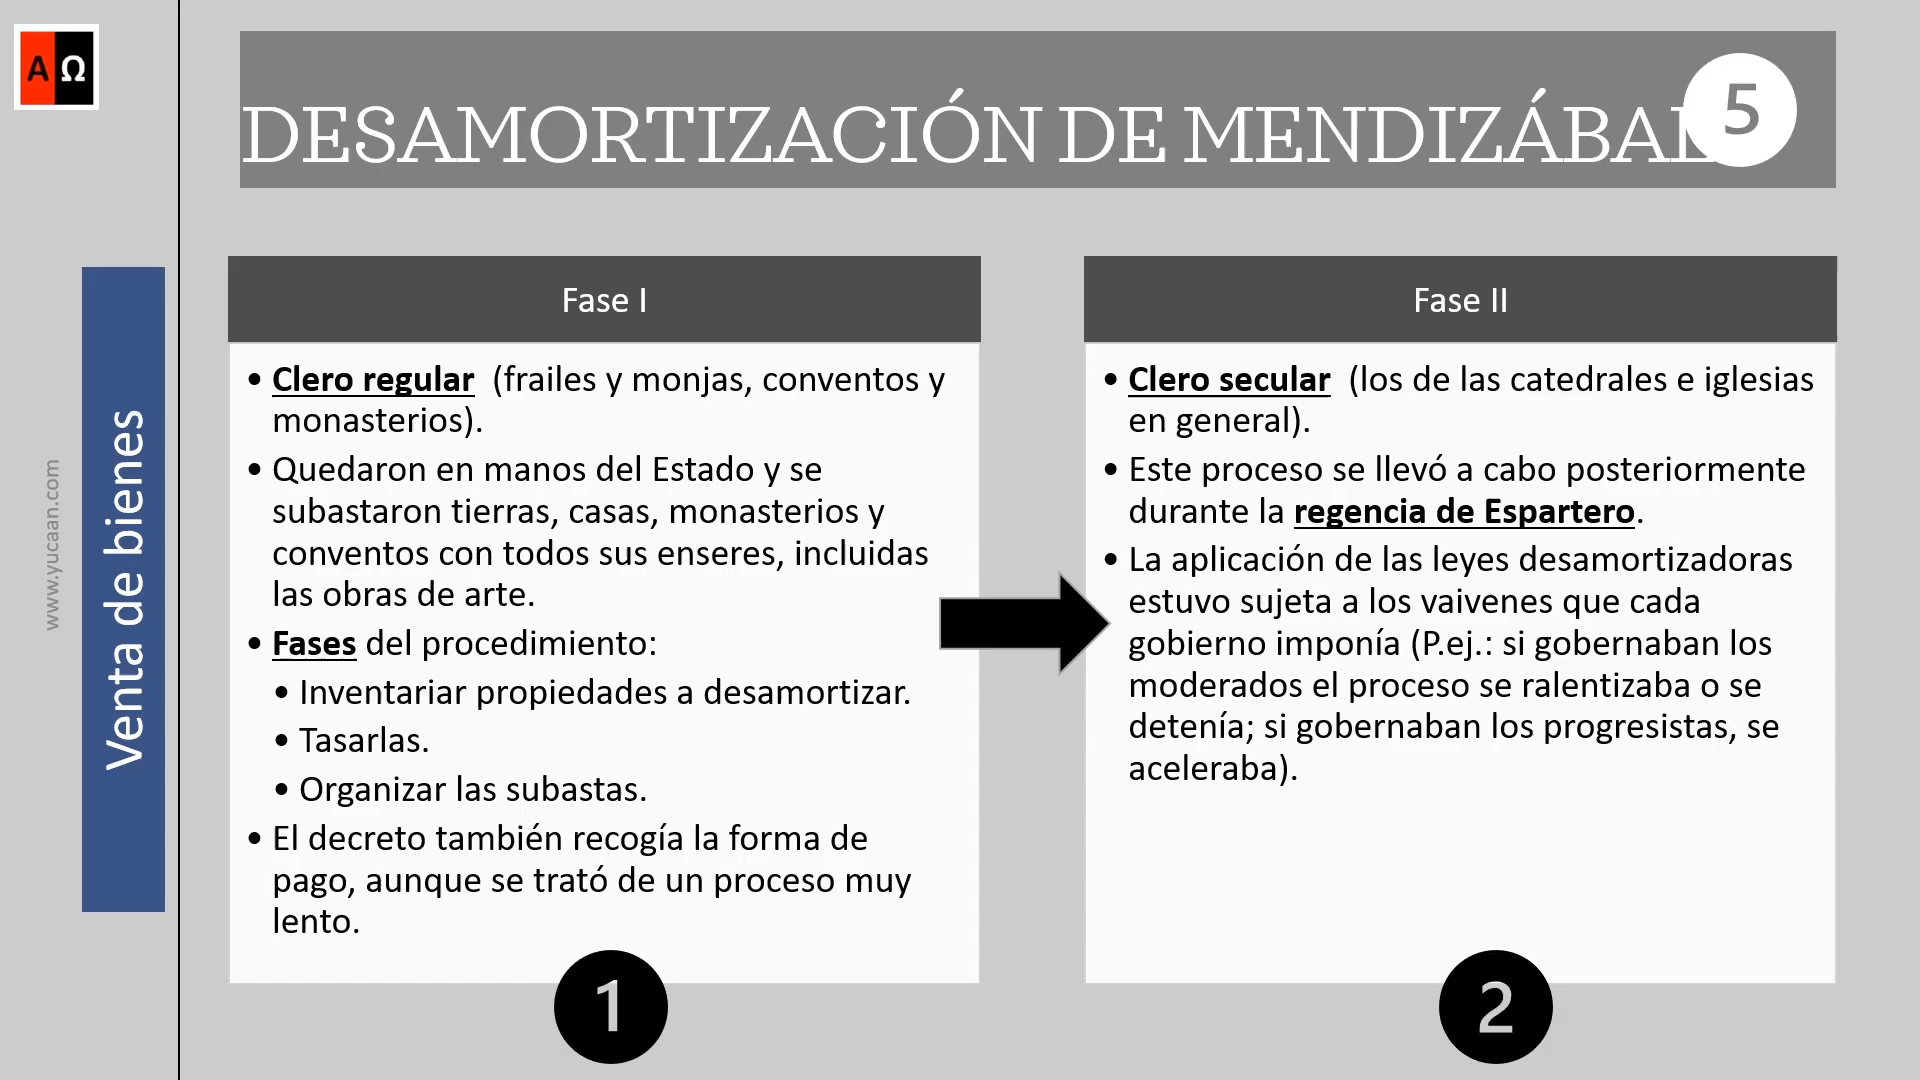 A Ω
DESAMORTIZACIÓN DE MENDIZÁBAL
5
www.yucaan.com
Venta de bienes
Fase I
• Clero regular (frailes y monjas, conventos y
monasterios).
• Quedaron en manos del Estado y se
subastaron tierras, casas, monasterios y
conventos con todos sus enseres, incluidas
las obras de arte.
• Fases del procedimiento:
• Inventariar propiedades a desamortizar.
• Tasarlas.
• Organizar las subastas.
• El decreto también recogía la forma de
pago, aunque se trató de un proceso muy
lento.
1
Fase II
• Clero secular (los de las catedrales e iglesias
en general).
• Este proceso se llevó a cabo posteriormente
durante la regencia de Espartero.
• La aplicación de las leyes desamortizadoras
estuvo sujeta a los vaivenes que cada
gobierno imponía (P.ej.: si gobernaban los
moderados el proceso se ralentizaba o se
detenía; si gobernaban los progresistas, se
aceleraba).
2